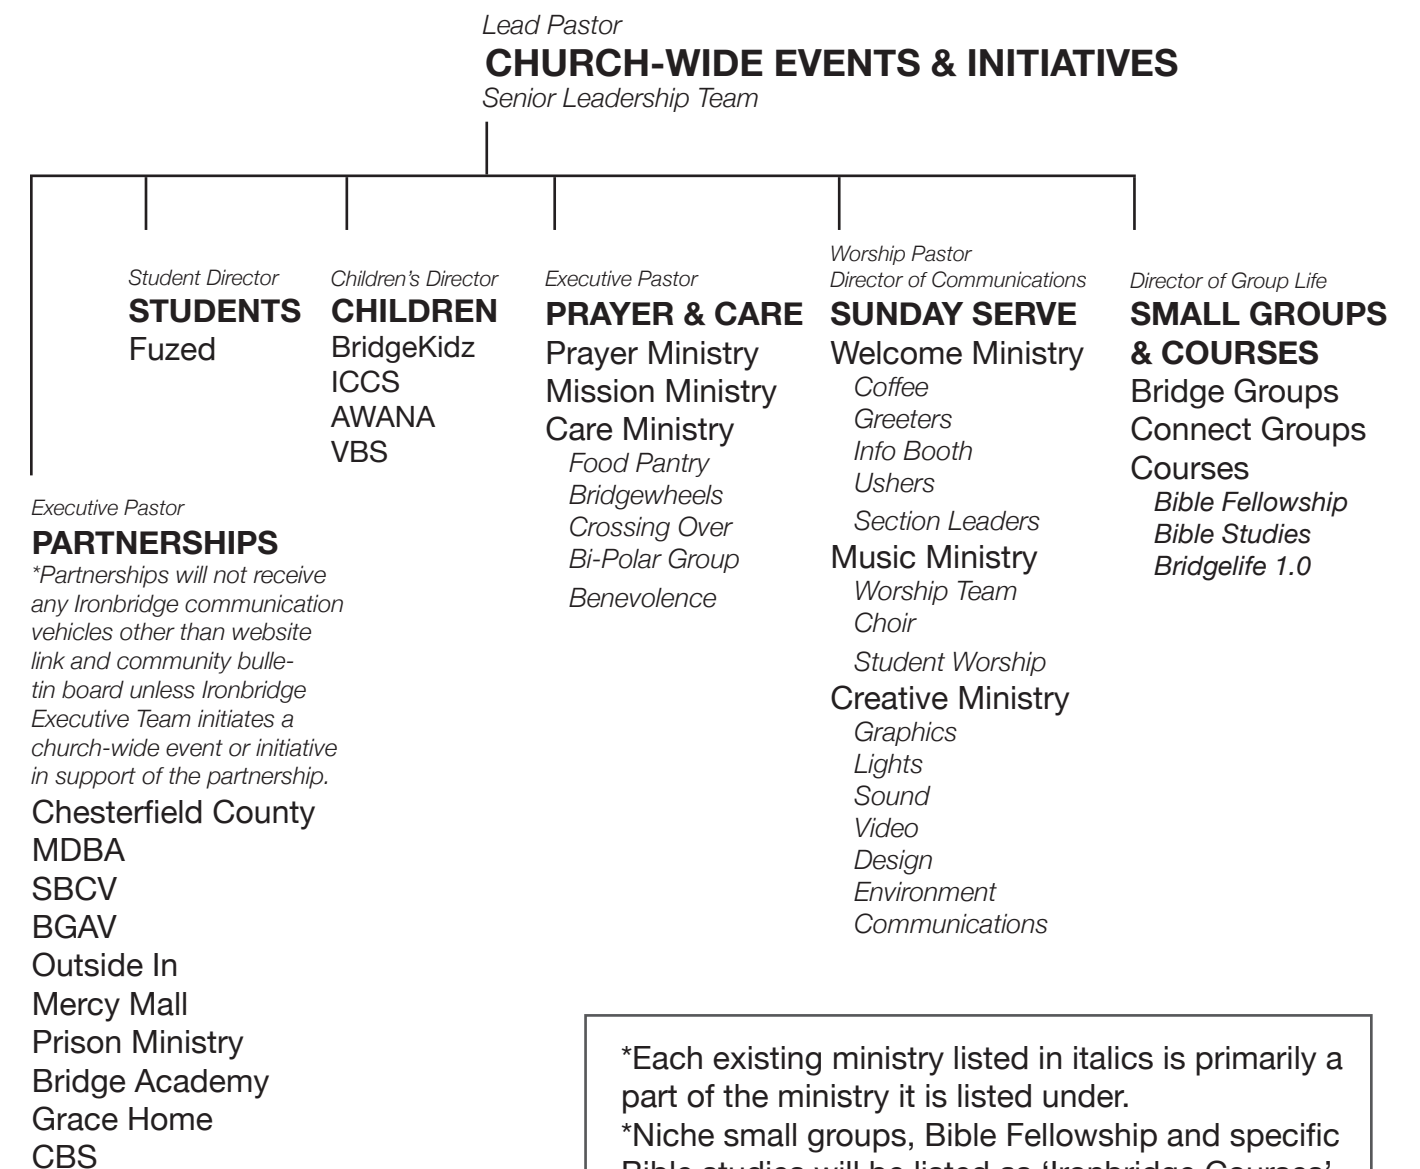 Lead Pastor
CHURCH-WIDE EVENTS & INITIATIVES
Senior Leadership Team
Student Director
STUDENTS
Fuzed
Children's Director
CHILDREN
BridgeKidz
ICCS
AWANA
VBS
Executive Pastor
PRAYER & CARE
Prayer Ministry
Mission Ministry
Care Ministry
Food Pantry
Bridgewheels
Crossing Over
Bi-Polar Group
Benevolence
Worship Pastor
Director of Communications
SUNDAY SERVE
Welcome Ministry
Coffee
Greeters
Info Booth
Ushers
Section Leaders
Music Ministry
Worship Team
Choir
Student Worship
Creative Ministry
Graphics
Lights
Sound
Video
Design
Environment
Communications
Director of Group Life
SMALL GROUPS
& COURSES
Bridge Groups
Connect Groups
Courses
Bible Fellowship
Bible Studies
Bridgelife 1.0
Executive Pastor
PARTNERSHIPS
*Partnerships will not receive
any Ironbridge communication
vehicles other than website
link and community bulle-
tin board unless Ironbridge
Executive Team initiates a
church-wide event or initiative
in support of the partnership.
Chesterfield County
MDBA
SBCV
BGAV
Outside In
Mercy Mall
Prison Ministry
Bridge Academy
Grace Home
CBS
*Each existing ministry listed in italics is primarily a
part of the ministry it is listed under.
*Niche small groups, Bible Fellowship and specific
Bible studies will be listed as 'Ironbridge Courses'